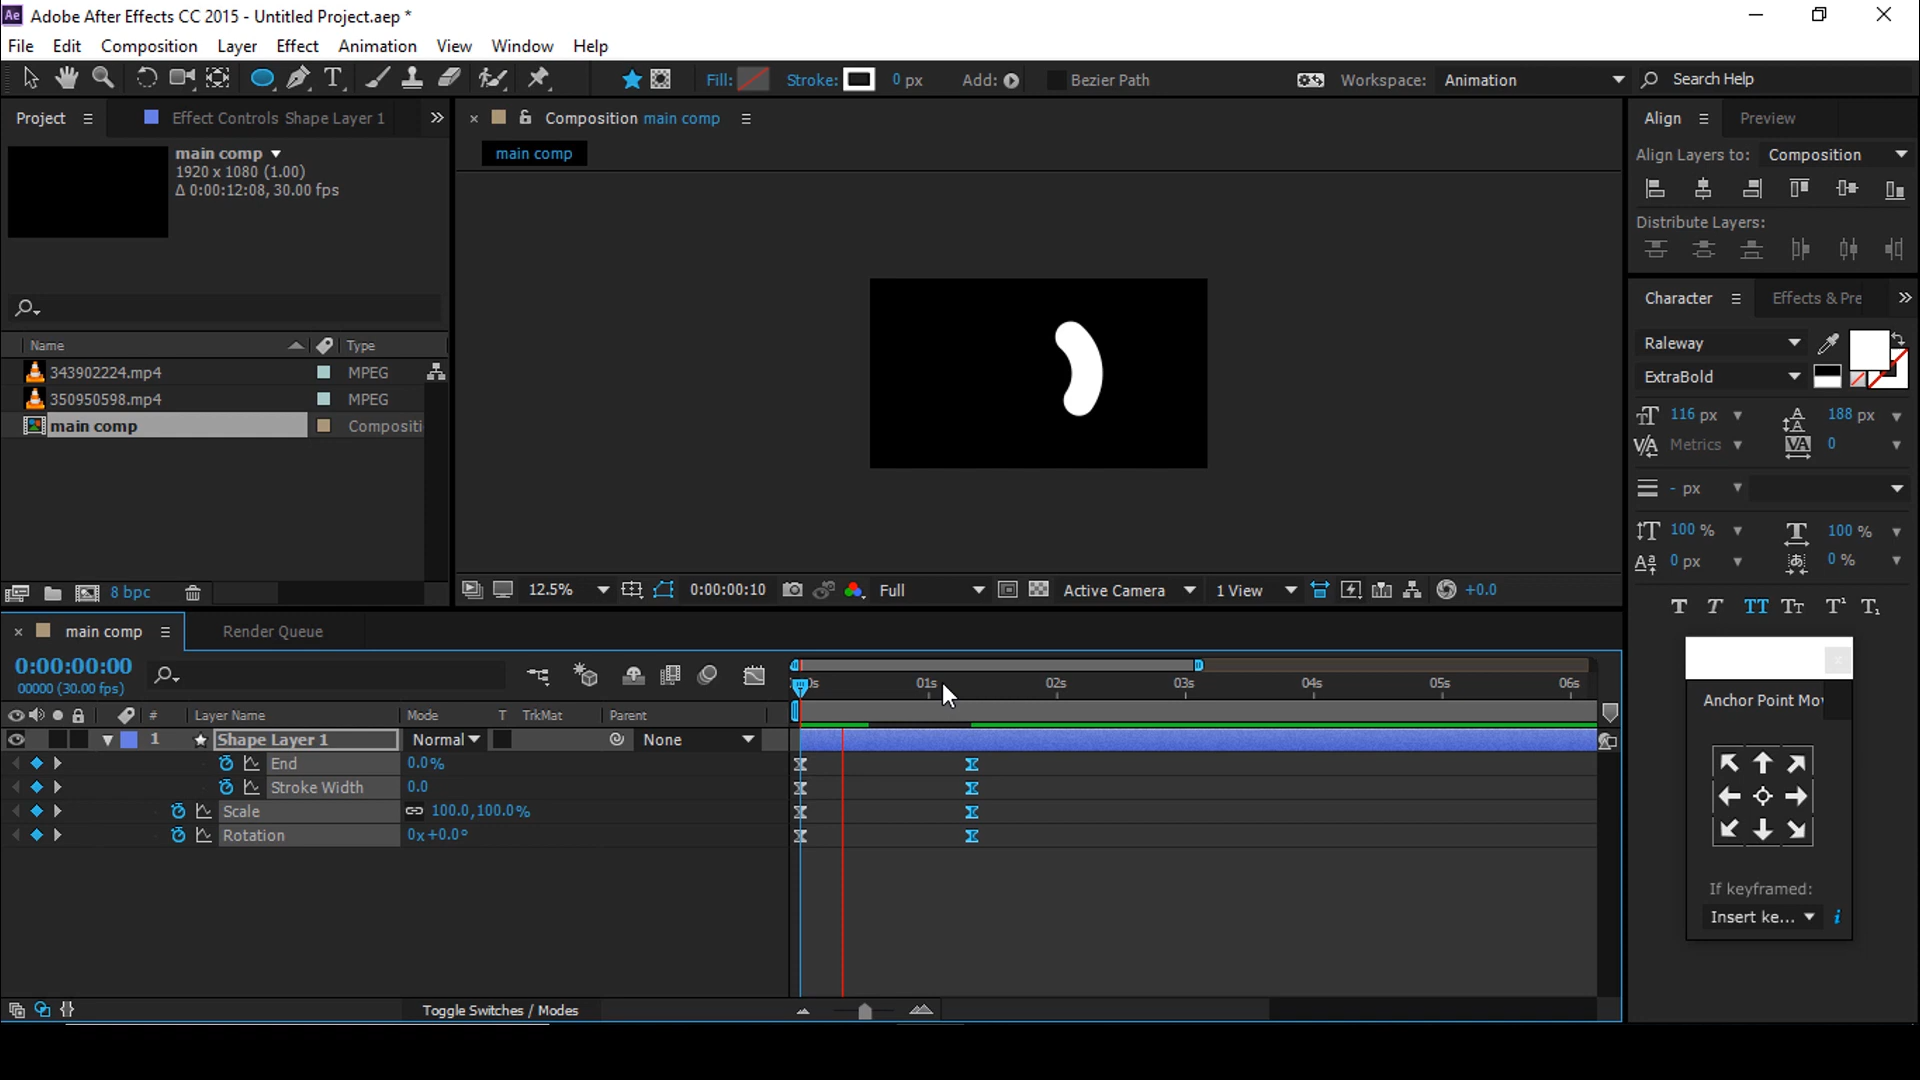 Ae Adobe After Effects CC 2015 - Untitled Project.aep *
File Edit Composition Layer Effect Animation View Window Help
Fill: Stroke: 0 px Add: Bezier Path Workspace: Animation Search Help
Project Effect Controls Shape Layer 1
Composition main comp
Align Preview
main comp
1920 x 1080 (1.00)
Δ 0:00:12:08, 30.00 fps
main comp
Align Layers to: Composition
Distribute Layers:
Character Effects & Pre
Name Type
343902224.mp4 MPEG
350950598.mp4 MPEG
main comp Compositi
Raleway
ExtraBold
116 px 188 px
Metrics 0
- px
100 % 100 %
0 px 0 %
8 bpc
12.5% 0:00:00:10 Full Active Camera 1 View +0.0
T T TT Tт T¹ T₁
main comp Render Queue
0:00:00:00
00000 (30.00 fps)
01s 02s 03s 04s 05s 06s
# Layer Name Mode T TrkMat Parent
1 Shape Layer 1 Normal None
End 0.0%
Stroke Width 0.0
Scale 100.0,100.0%
Rotation 0x+0.0°
Toggle Switches / Modes
Anchor Point Mo
If keyframed:
Insert ke...